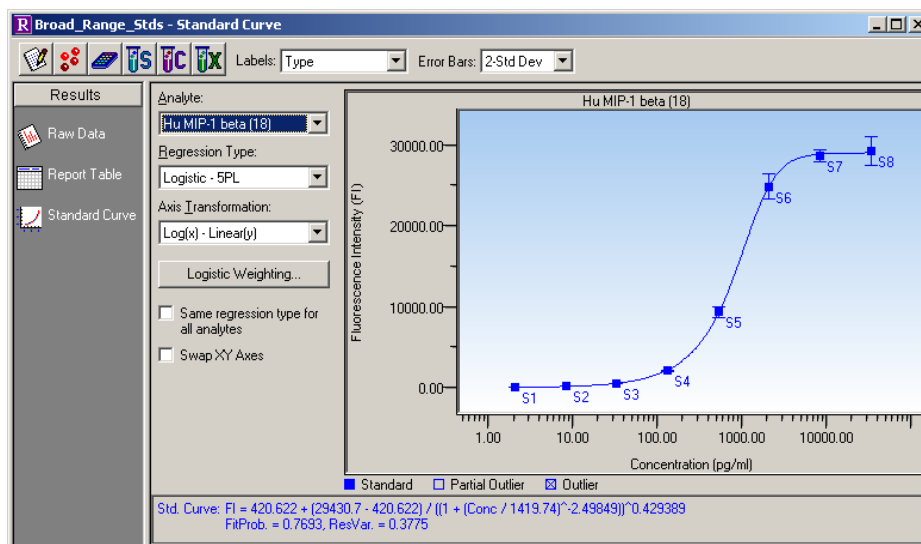 R Broad_Range_Stds - Standard Curve
S C X Labels: Type Error Bars: 2-Std Dev
Results
Raw Data
Report Table
Standard Curve
Analyte:
Hu MIP-1 beta (18)
Regression Type:
Logistic - 5PL
Axis Transformation:
Log(x) - Linear(y)
Logistic Weighting...
Same regression type for
all analytes
Swap XY Axes
Hu MIP-1 beta (18)
Fluorescence Intensity (FI)
30000.00
20000.00
10000.00
0.00
S1 S2 S3 S4 S5 S6 S7 S8
1.00 10.00 100.00 1000.00 10000.00
Concentration (pg/ml)
Standard Partial Outlier Outlier
Std. Curve: FI = 420.622 + (29430.7 - 420.622) / ((1 + (Conc / 1419.74)^-2.49849))^0.429389
FitProb. = 0.7693, ResVar. = 0.3775